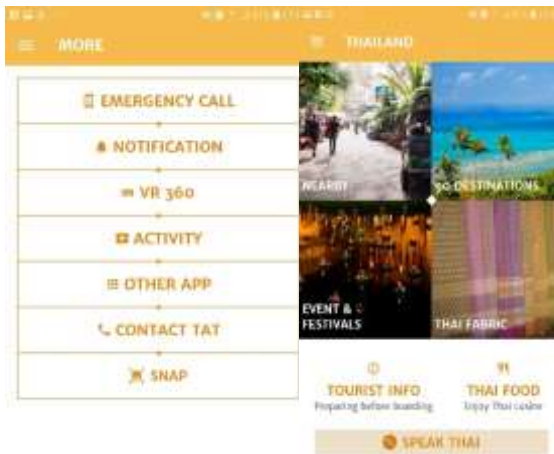 MORE
EMERGENCY CALL
NOTIFICATION
VR 360
ACTIVITY
OTHER APP
CONTACT TAT
SNAP
THAILAND
NEARBY
90 DESTINATIONS
EVENT &
FESTIVALS
THAI FABRIC
TOURIST INFO
Preparing before boarding
THAI FOOD
Enjoy Thai cuisine
SPEAK THAI